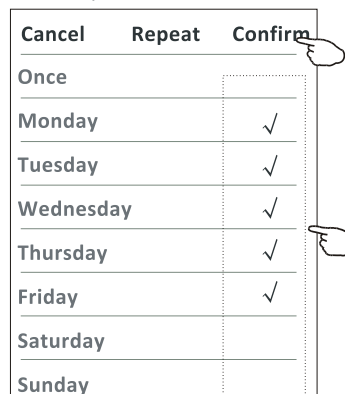 Cancel Repeat Confirm
Once
Monday √
Tuesday √
Wednesday √
Thursday √
Friday √
Saturday
Sunday